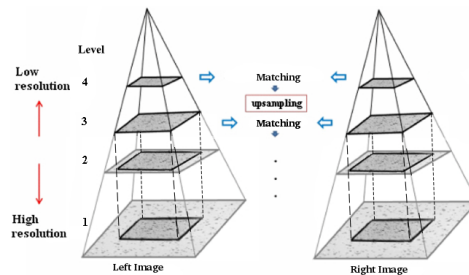 Level
Low
resolution
4
Matching
upsampling
3
Matching
2
High
resolution
1
Left Image
Right Image